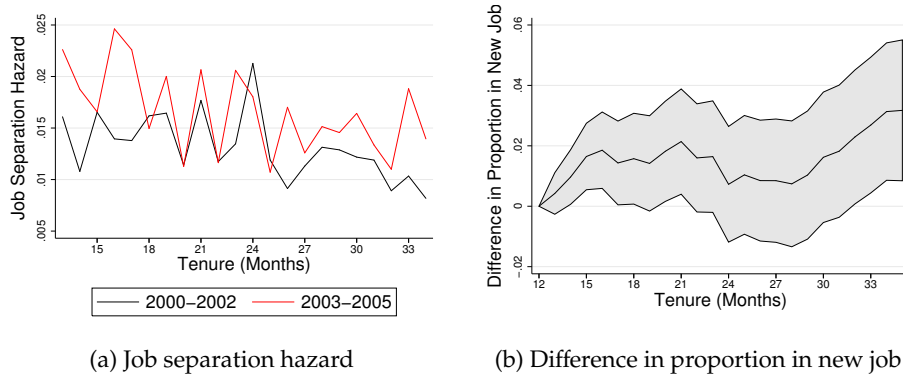 Job Separation Hazard
.025
.02
.015
.01
.005
15 18 21 24 27 30 33
Tenure (Months)
2000−2002 2003−2005
(a) Job separation hazard
Difference in Proportion in New Job
.06
.04
.02
0
-.02
12 15 18 21 24 27 30 33
Tenure (Months)
(b) Difference in proportion in new job